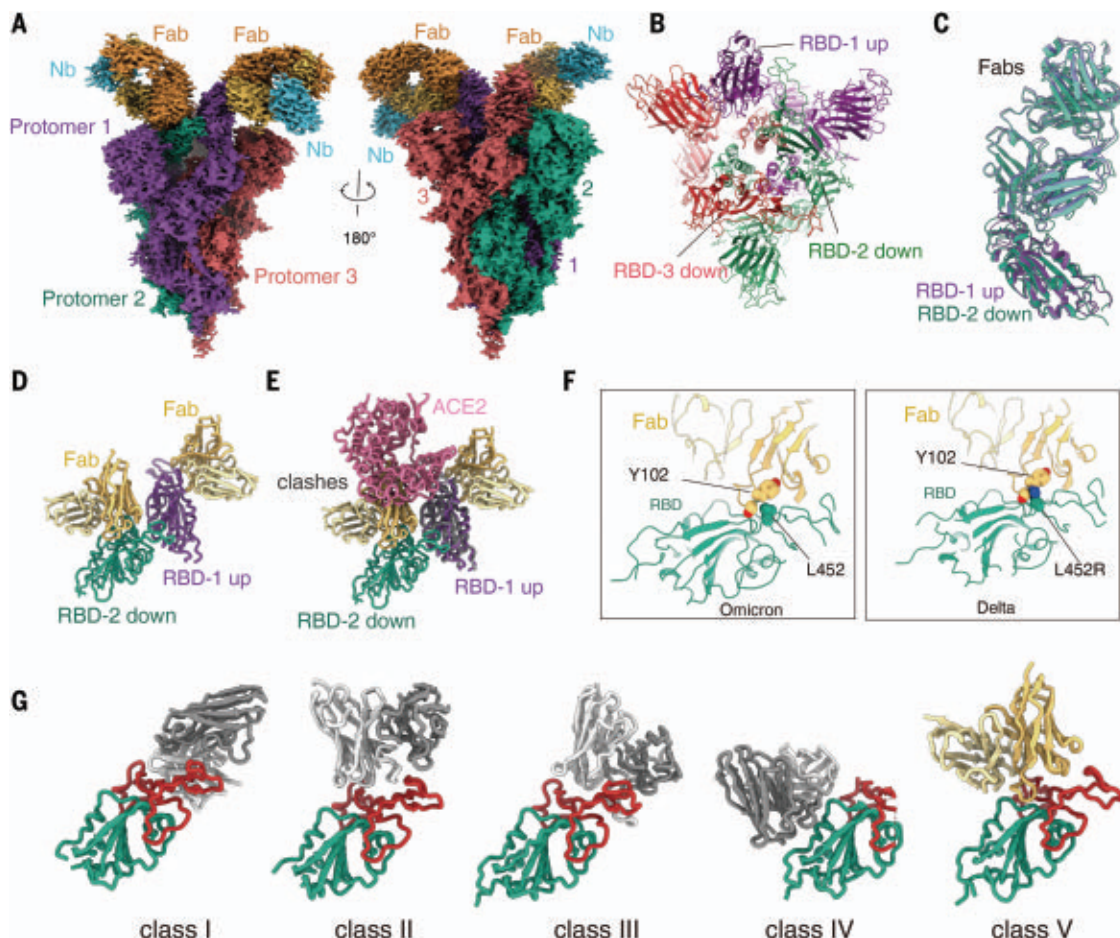 A
Fab
Fab
Nb
Protomer 1
Nb
Protomer 3
Protomer 2
180°
Fab
Fab
Nb
Nb
3
2
1
B
RBD-1 up
RBD-2 down
RBD-3 down
C
Fabs
RBD-1 up
RBD-2 down
D
Fab
Fab
RBD-1 up
RBD-2 down
E
ACE2
clashes
RBD-1 up
RBD-2 down
F
Fab
Y102
RBD
L452
Omicron
Fab
Y102
RBD
L452R
Delta
G
class I
class II
class III
class IV
class V